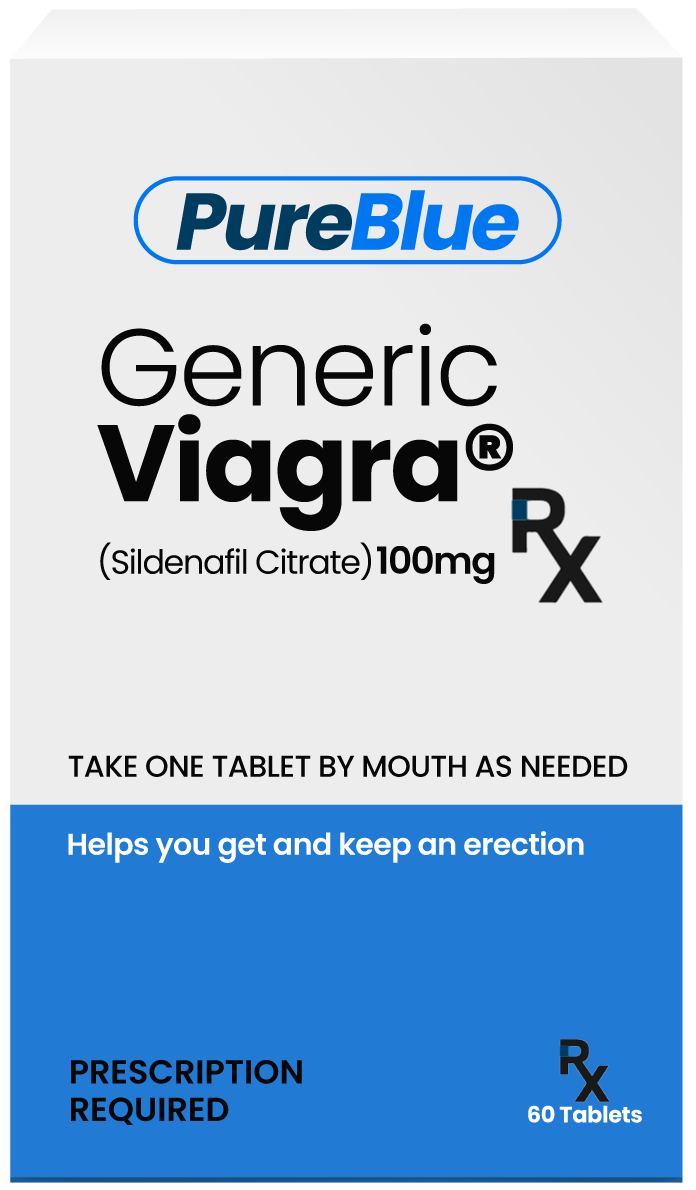 PureBlue
Generic
Viagra®
(Sildenafil Citrate) 100mg
Rx
TAKE ONE TABLET BY MOUTH AS NEEDED
Helps you get and keep an erection
PRESCRIPTION
REQUIRED
Rx
60 Tablets